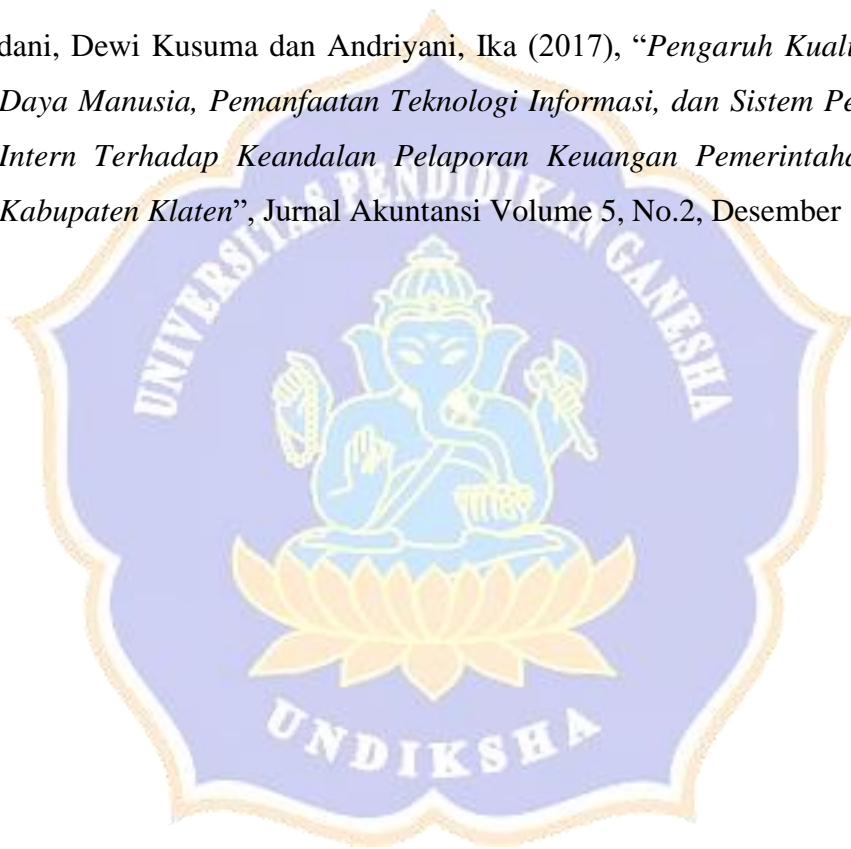 dani, Dewi Kusuma dan Andriyani, Ika (2017), “Pengaruh Kuali
Daya Manusia, Pemanfaatan Teknologi Informasi, dan Sistem Pe
Intern Terhadap Keandalan Pelaporan Keuangan Pemerintaha
Kabupaten Klaten”, Jurnal Akuntansi Volume 5, No.2, Desember
UNIVERSITAS PENDIDIKAN GANESHA
UNDIKSHA